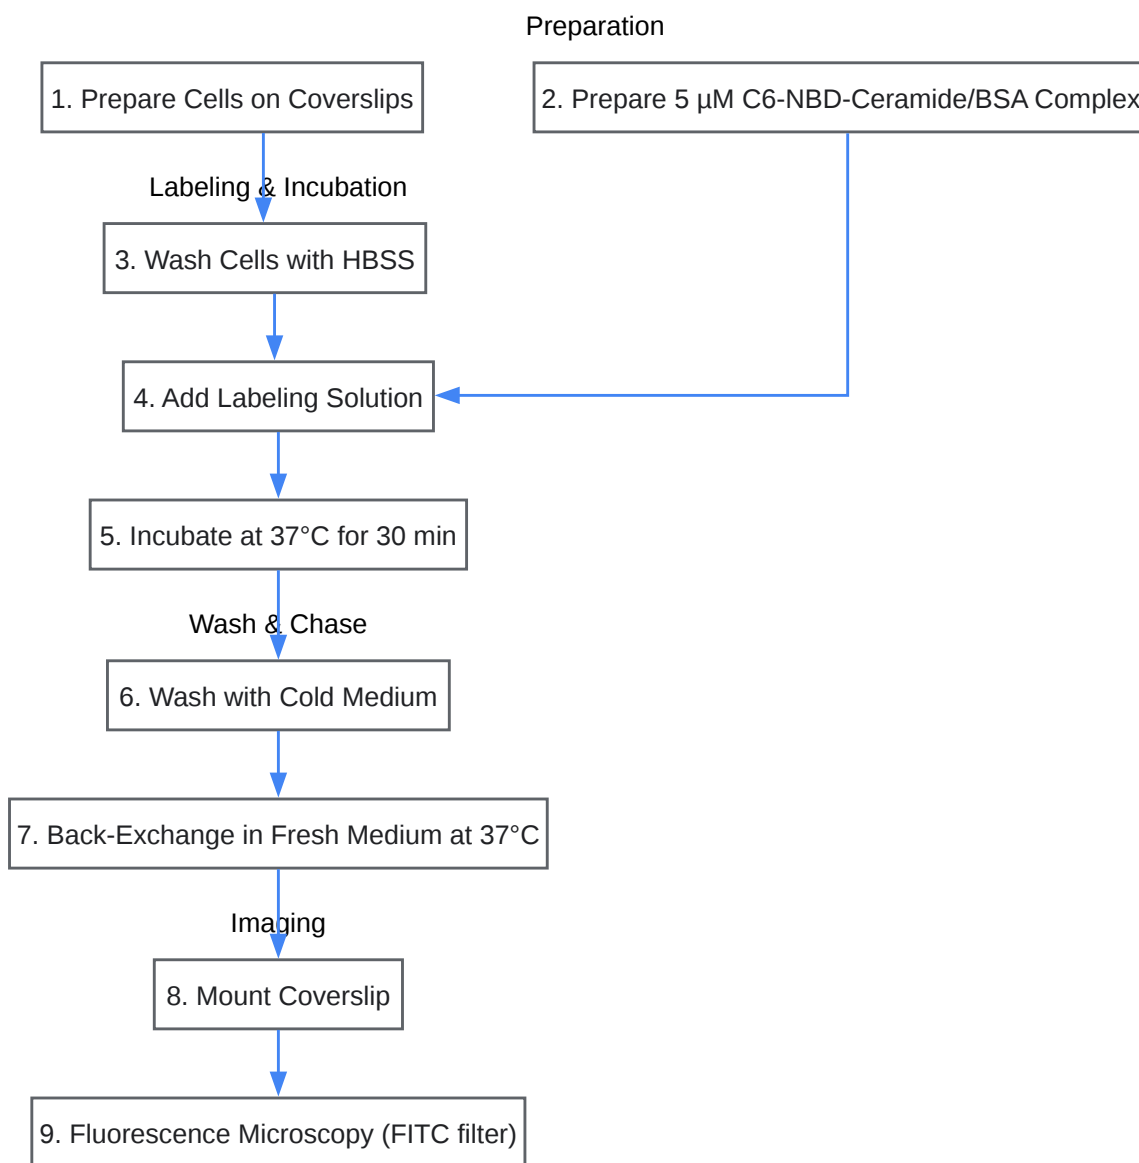 Preparation
1. Prepare Cells on Coverslips
2. Prepare 5 µM C6-NBD-Ceramide/BSA Complex
Labeling & Incubation
3. Wash Cells with HBSS
4. Add Labeling Solution
5. Incubate at 37°C for 30 min
Wash & Chase
6. Wash with Cold Medium
7. Back-Exchange in Fresh Medium at 37°C
Imaging
8. Mount Coverslip
9. Fluorescence Microscopy (FITC filter)